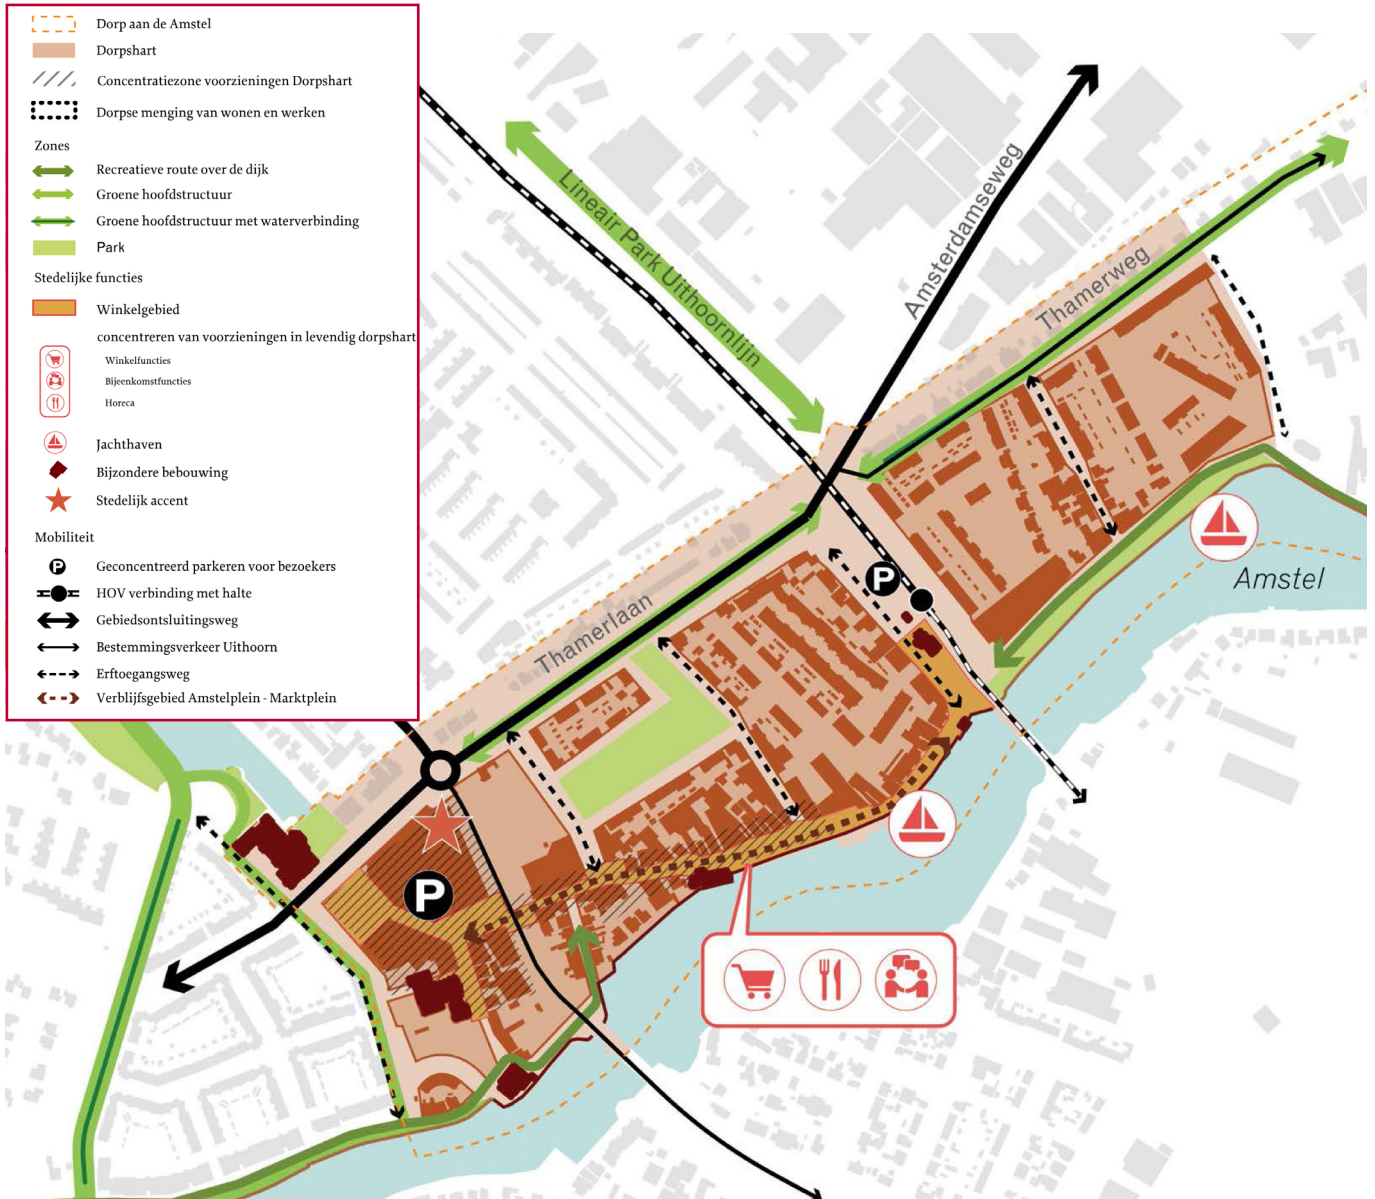 Dorp aan de Amstel
Dorpshart
Concentratiezone voorzieningen Dorpshart
Dorpse menging van wonen en werken
Zones
Recreatieve route over de dijk
Groene hoofdstructuur
Groene hoofdstructuur met waterverbinding
Park
Stedelijke functies
Winkelgebied
concentreren van voorzieningen in levendig dorpshart
Winkelfuncties
Bijeenkomstfuncties
Horeca
Jachthaven
Bijzondere bebouwing
Stedelijk accent
Mobiliteit
P Geconcentreerd parkeren voor bezoekers
HOV verbinding met halte
Gebiedsontsluitingsweg
Bestemmingsverkeer Uithoorn
Erftoegangsweg
Verblijfsgebied Amstelplein - Marktplein
Lineair Park Uithoornlijn
Amsterdamseweg
Thamerweg
Thamerlaan
Amstel
P
P